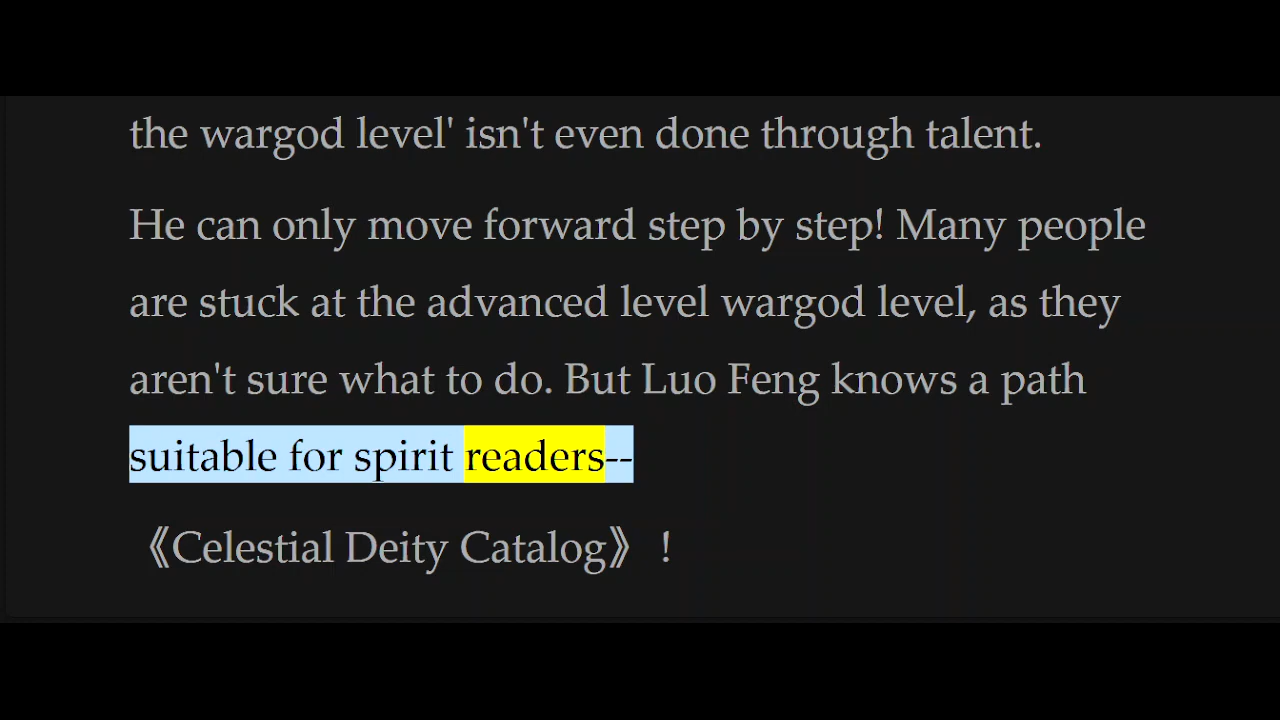 the wargod level' isn't even done through talent.
He can only move forward step by step! Many people
are stuck at the advanced level wargod level, as they
aren't sure what to do. But Luo Feng knows a path
suitable for spirit readers--
《Celestial Deity Catalog》 !